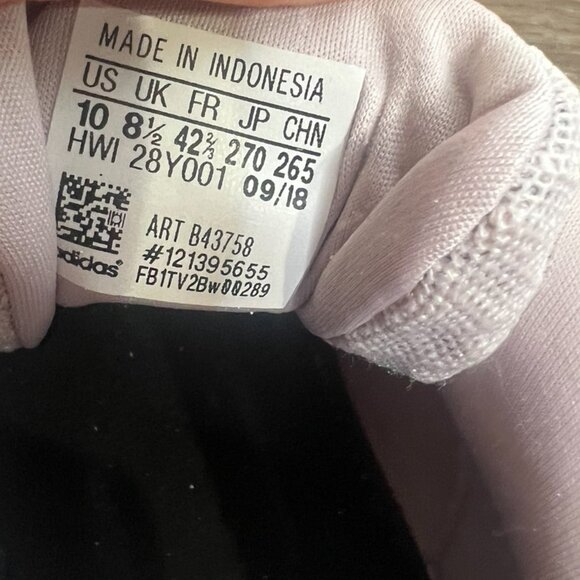 MADE IN INDONESIA
US UK FR JP CHN
10 8½ 42⅔ 270 265
HWI 28Y001 09/18
ART B43758
#121395655
FB1TV2Bw00289
adidas